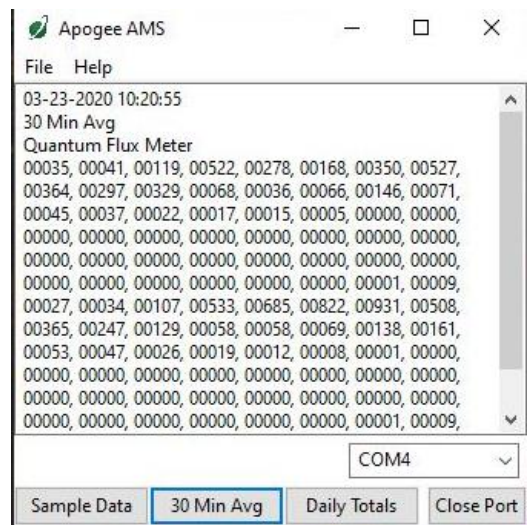 Apogee AMS
File Help
03-23-2020 10:20:55
30 Min Avg
Quantum Flux Meter
00035, 00041, 00119, 00522, 00278, 00168, 00350, 00527,
00364, 00297, 00329, 00068, 00036, 00066, 00146, 00071,
00045, 00037, 00022, 00017, 00015, 00005, 00000, 00000,
00000, 00000, 00000, 00000, 00000, 00000, 00000, 00000,
00000, 00000, 00000, 00000, 00000, 00000, 00000, 00000,
00000, 00000, 00000, 00000, 00000, 00000, 00001, 00009,
00027, 00034, 00107, 00533, 00685, 00822, 00931, 00508,
00365, 00247, 00129, 00058, 00058, 00069, 00138, 00161,
00053, 00047, 00026, 00019, 00012, 00008, 00001, 00000,
00000, 00000, 00000, 00000, 00000, 00000, 00000, 00000,
00000, 00000, 00000, 00000, 00000, 00000, 00000, 00000,
00000, 00000, 00000, 00000, 00000, 00000, 00001, 00009,
COM4
Sample Data 30 Min Avg Daily Totals Close Port